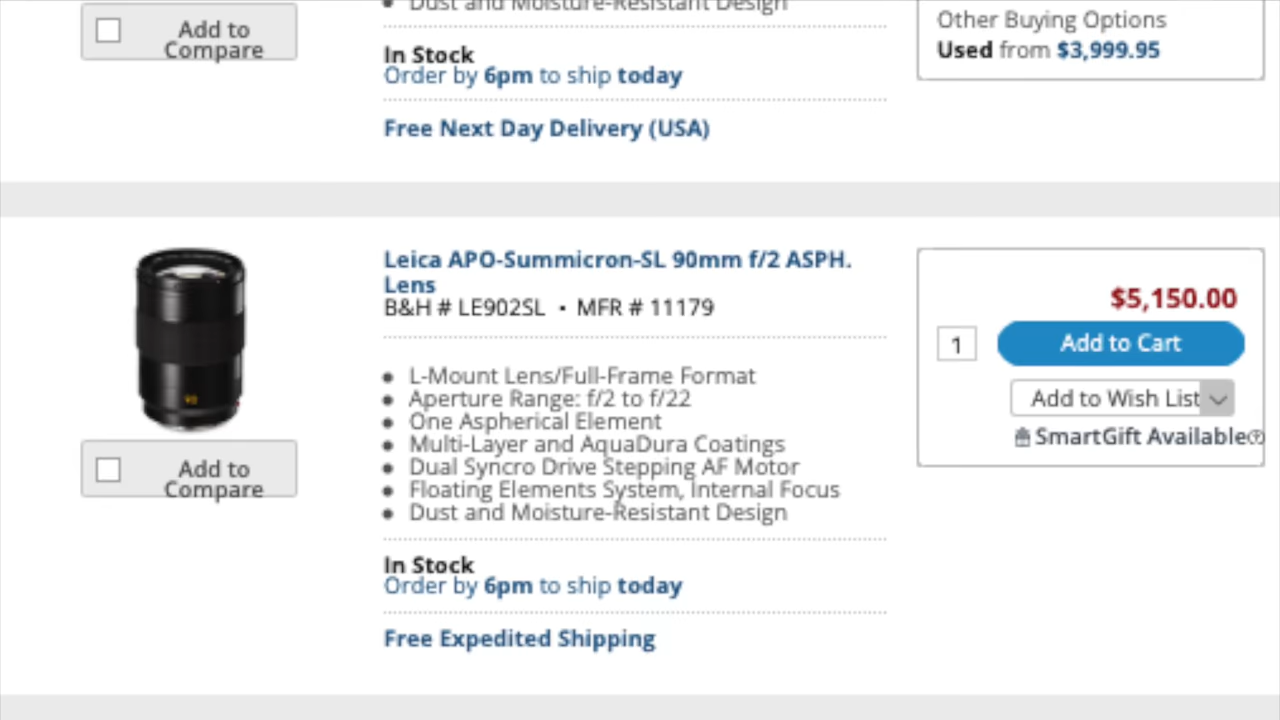 Dust and Moisture-Resistant Design
Add to
Compare
In Stock
Order by 6pm to ship today
Free Next Day Delivery (USA)
Other Buying Options
Used from $3,999.95
Leica APO-Summicron-SL 90mm f/2 ASPH.
Lens
B&H # LE902SL • MFR # 11179
90
Add to
Compare
L-Mount Lens/Full-Frame Format
Aperture Range: f/2 to f/22
One Aspherical Element
Multi-Layer and AquaDura Coatings
Dual Syncro Drive Stepping AF Motor
Floating Elements System, Internal Focus
Dust and Moisture-Resistant Design
In Stock
Order by 6pm to ship today
Free Expedited Shipping
$5,150.00
1
Add to Cart
Add to Wish List
SmartGift Available